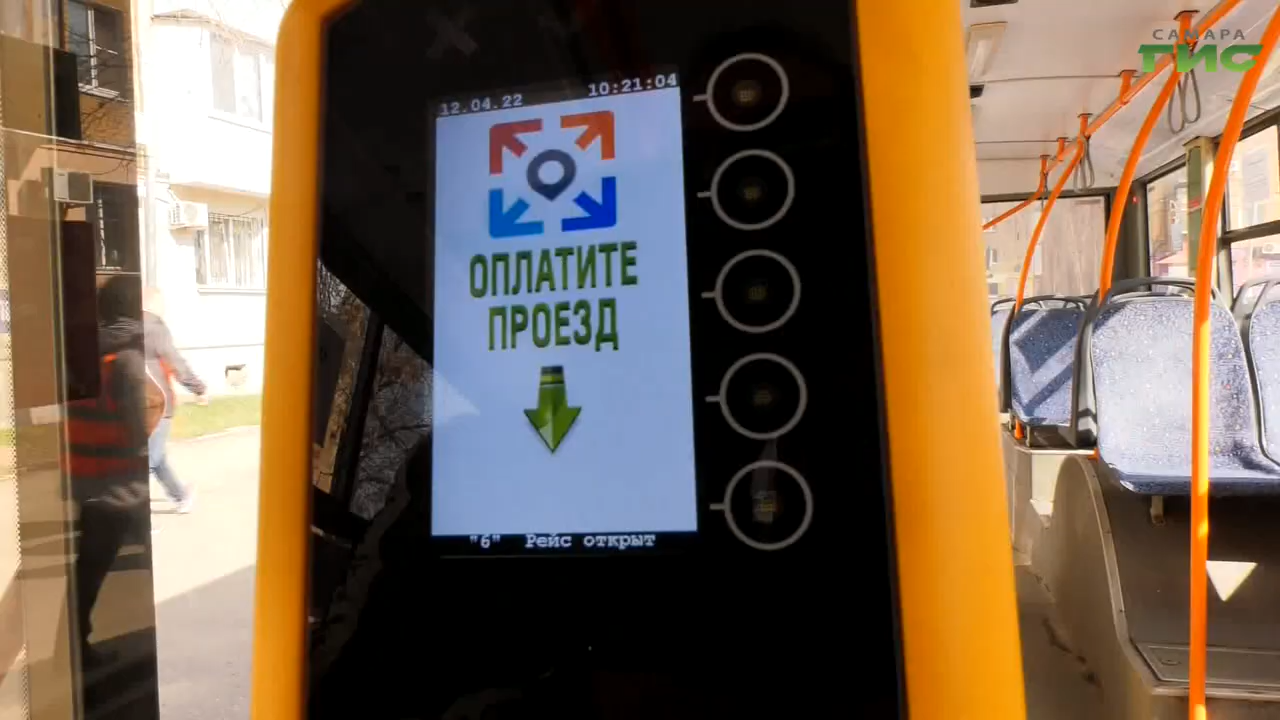 САМАРА
ГИС
12.04.22 10:21:04
ОПЛАТИТЕ
ПРОЕЗД
"6" Рейс открыт